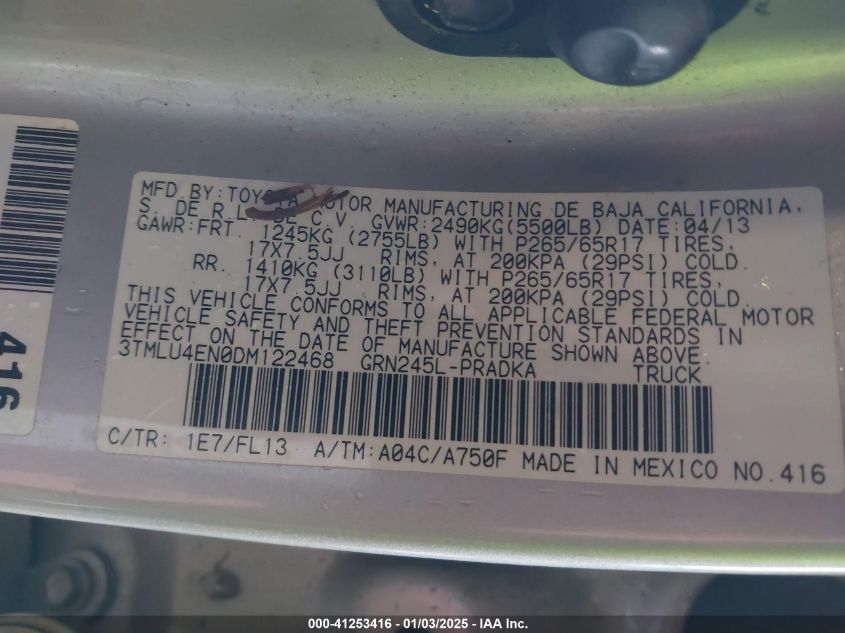 MFD BY: MOTOR MANUFACTURING DE BAJA CALIFORNIA,
S. DE R.L. C.V. GVWR:2490KG(5500LB) DATE:04/13
GAWR:FRT 1245KG (2755LB) WITH P265/65R17 TIRES,
17X7.5JJ RIMS, AT 200KPA (29PSI) COLD.
RR. 1410KG (3110LB) WITH P265/65R17 TIRES,
17X7.5JJ RIMS, AT 200KPA (29PSI) COLD.
THIS VEHICLE CONFORMS TO ALL APPLICABLE FEDERAL MOTOR
VEHICLE SAFETY AND THEFT PREVENTION STANDARDS IN
EFFECT ON THE DATE OF MANUFACTURE SHOWN ABOVE.
3TMLU4EN0DM122468 GRN245L-PRADKA TRUCK
C/TR: 1E7/FL13 A/TM:A04C/A750F MADE IN MEXICO NO.416
416
000-41253416 - 01/03/2025 - IAA Inc.